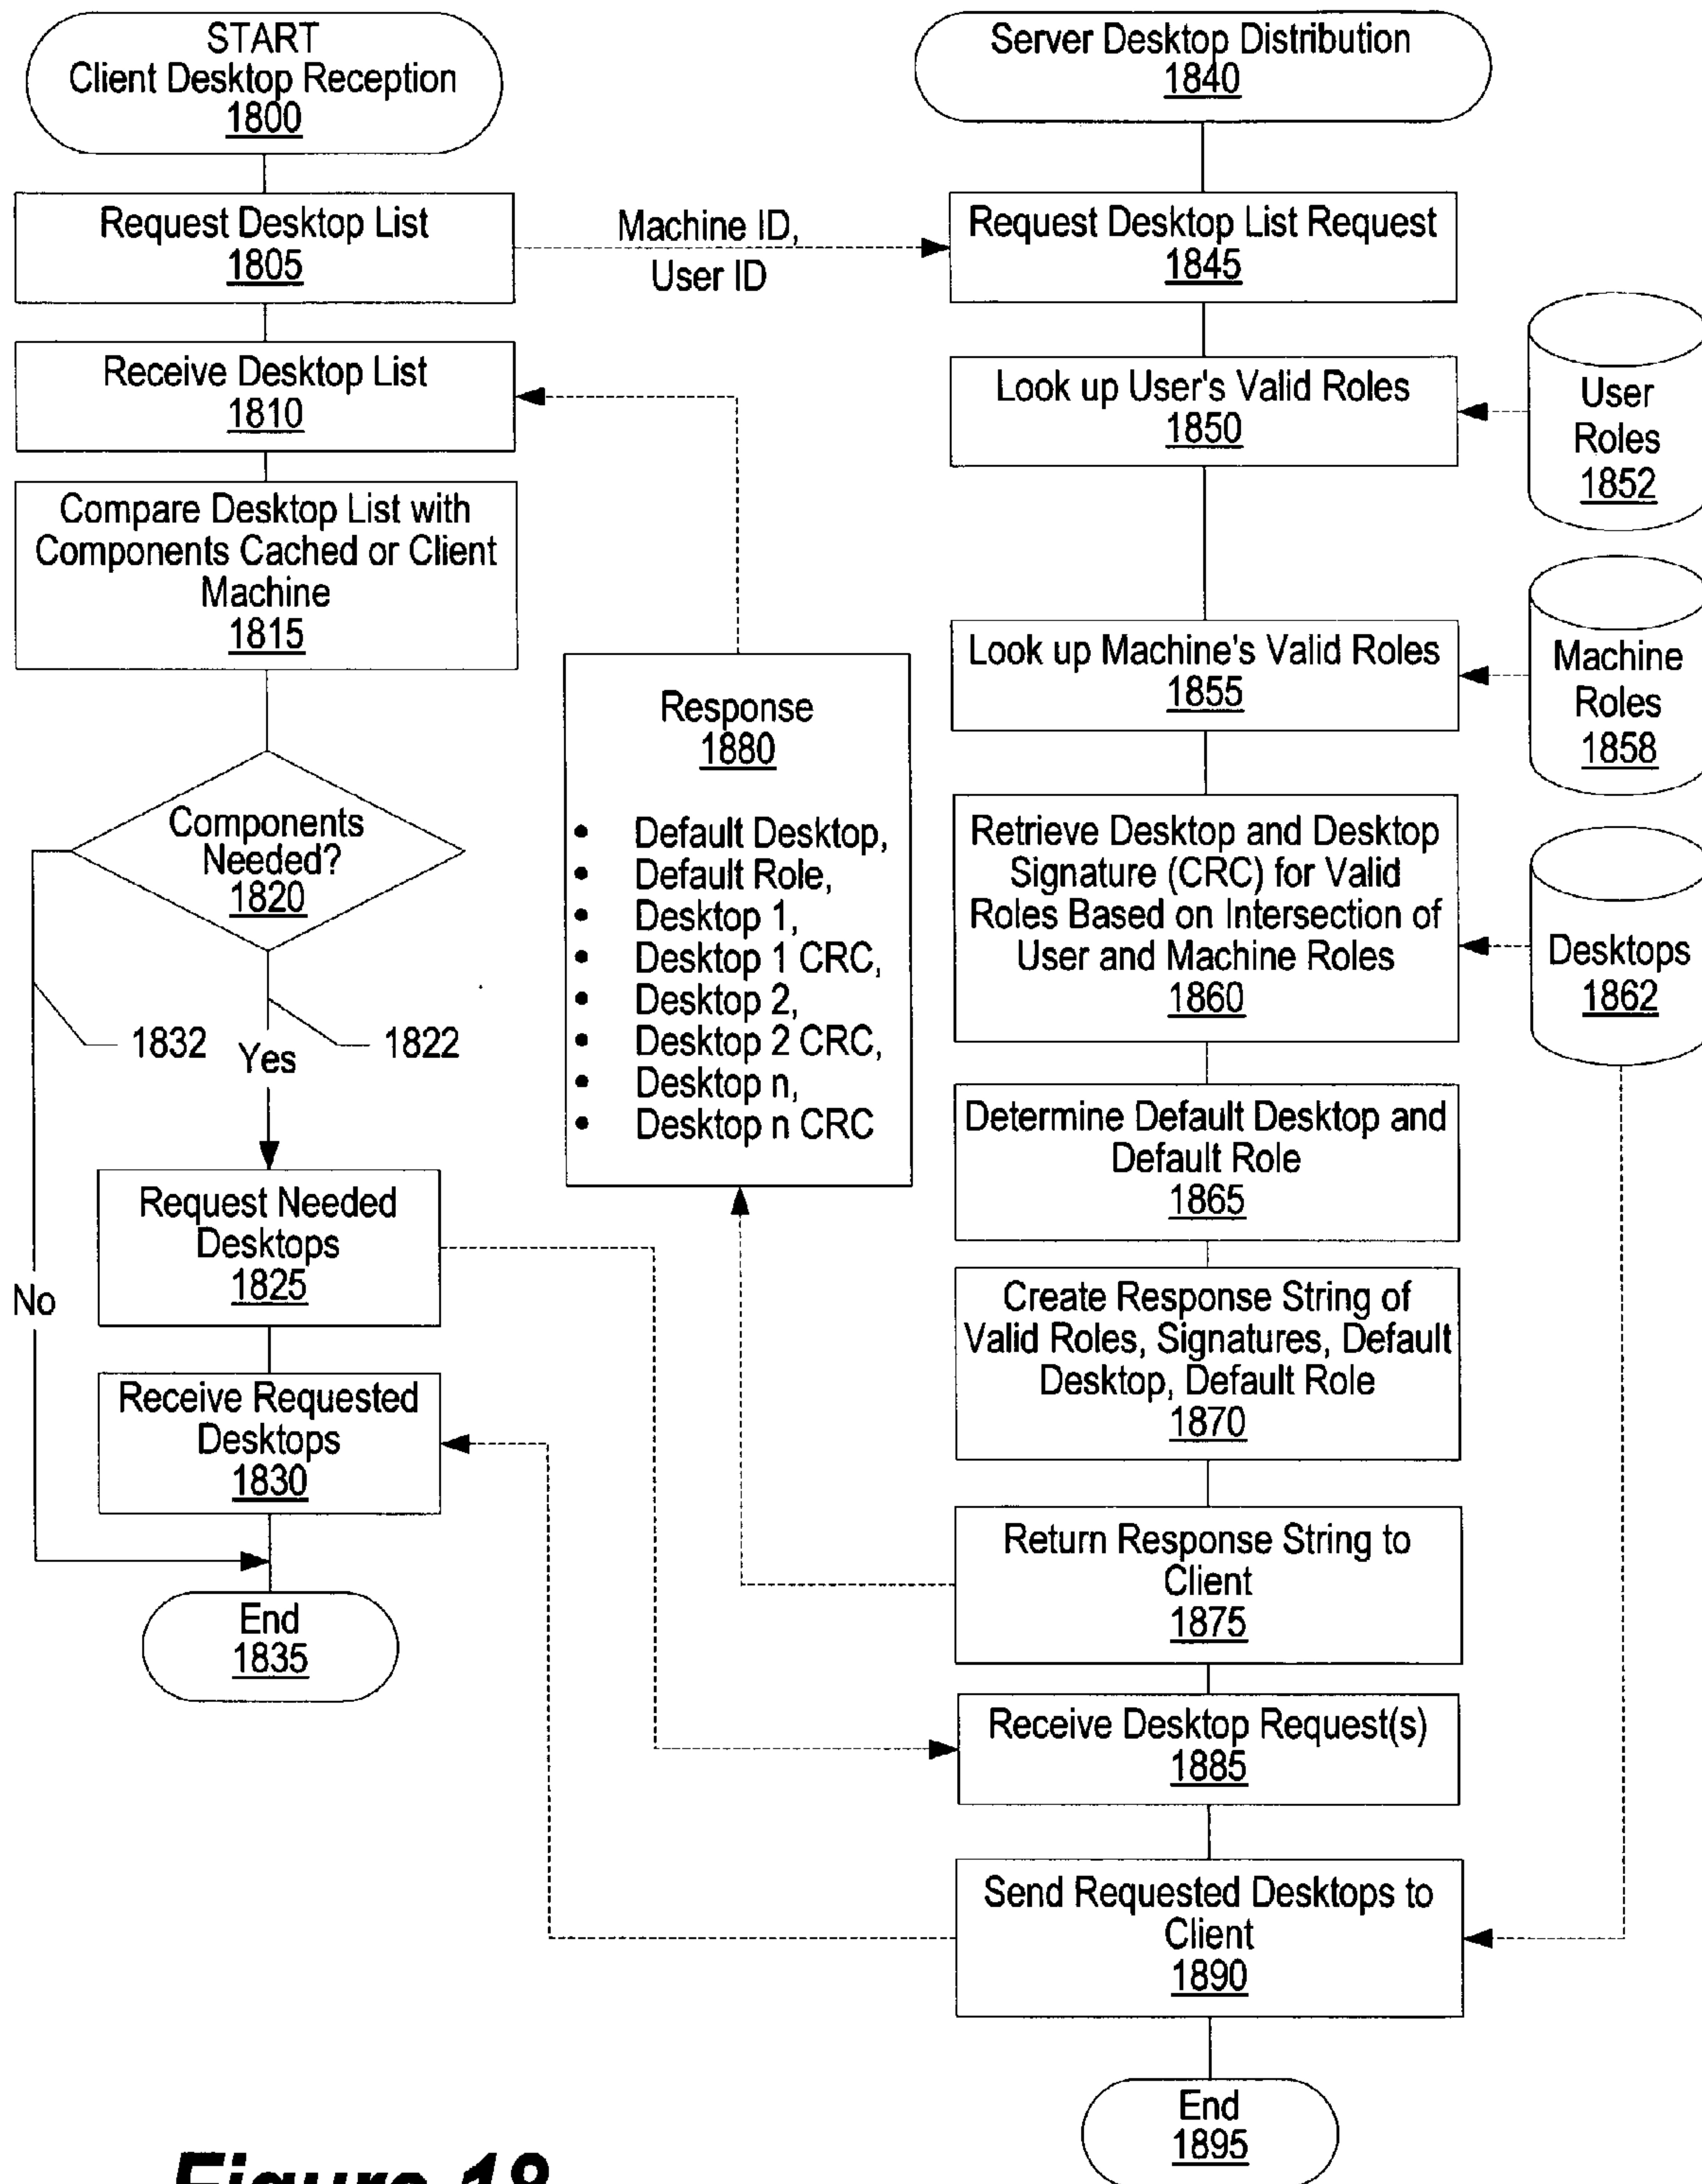 START
Client Desktop Reception
1800
Request Desktop List
1805
Receive Desktop List
1810
Compare Desktop List with
Components Cached or Client
Machine
1815
Components
Needed?
1820
1832
Yes
1822
No
Request Needed
Desktops
1825
Receive Requested
Desktops
1830
End
1835
Machine ID,
User ID
Response
1880
• Default Desktop,
• Default Role,
• Desktop 1,
• Desktop 1 CRC,
• Desktop 2,
• Desktop 2 CRC,
• Desktop n,
• Desktop n CRC
Server Desktop Distribution
1840
Request Desktop List Request
1845
Look up User's Valid Roles
1850
User
Roles
1852
Look up Machine's Valid Roles
1855
Machine
Roles
1858
Retrieve Desktop and Desktop
Signature (CRC) for Valid
Roles Based on Intersection of
User and Machine Roles
1860
Desktops
1862
Determine Default Desktop and
Default Role
1865
Create Response String of
Valid Roles, Signatures, Default
Desktop, Default Role
1870
Return Response String to
Client
1875
Receive Desktop Request(s)
1885
Send Requested Desktops to
Client
1890
End
1895
Figure 18